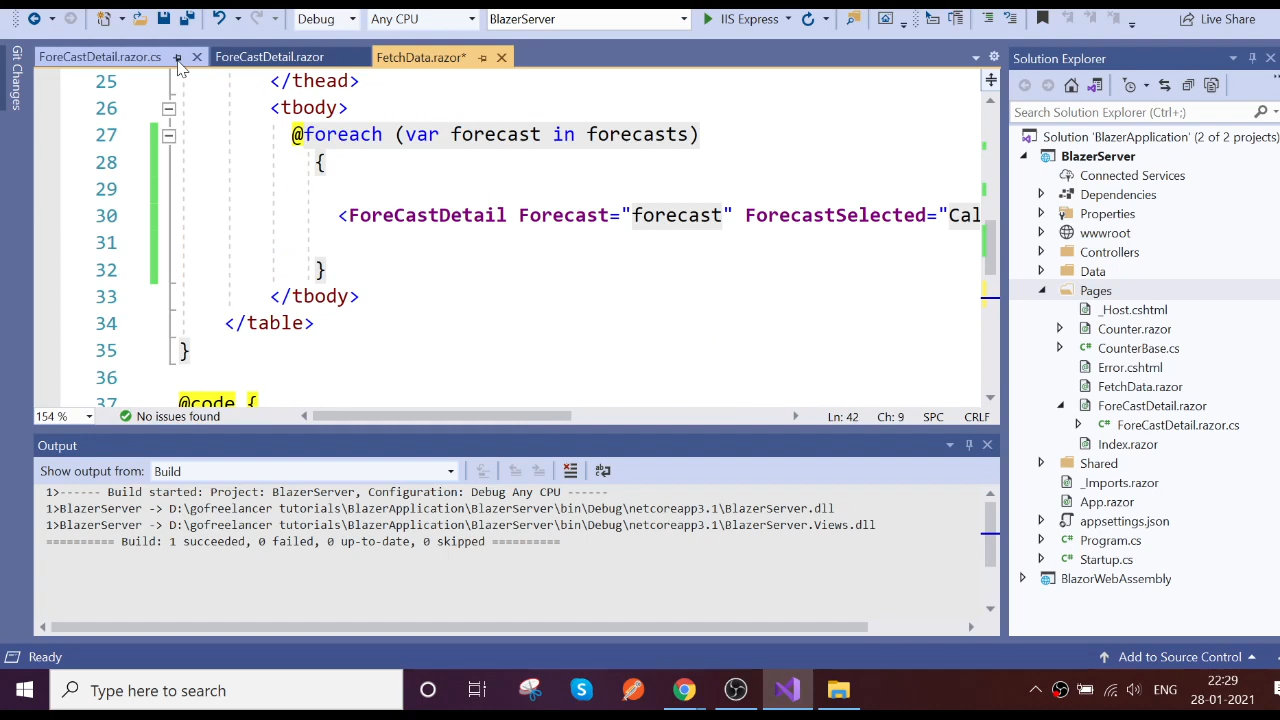 Debug Any CPU BlazerServer IIS Express Live Share
Git Changes
ForeCastDetail.razor.cs ForeCastDetail.razor FetchData.razor*
25 </thead>
26 <tbody>
27 @foreach (var forecast in forecasts)
28 {
29
30 <ForeCastDetail Forecast="forecast" ForecastSelected="Cal
31
32 }
33 </tbody>
34 </table>
35 }
36
37 @code {
154 % No issues found Ln: 42 Ch: 9 SPC CRLF
Output
Show output from: Build
1>------ Build started: Project: BlazerServer, Configuration: Debug Any CPU ------
1>BlazerServer -> D:\gofreelancer tutorials\BlazerApplication\BlazerServer\bin\Debug\netcoreapp3.1\BlazerServer.dll
1>BlazerServer -> D:\gofreelancer tutorials\BlazerApplication\BlazerServer\bin\Debug\netcoreapp3.1\BlazerServer.Views.dll
========== Build: 1 succeeded, 0 failed, 0 up-to-date, 0 skipped ==========
Solution Explorer
Search Solution Explorer (Ctrl+;)
Solution 'BlazerApplication' (2 of 2 projects)
BlazerServer
Connected Services
Dependencies
Properties
wwwroot
Controllers
Data
Pages
_Host.cshtml
Counter.razor
CounterBase.cs
Error.cshtml
FetchData.razor
ForeCastDetail.razor
ForeCastDetail.razor.cs
Index.razor
Shared
_Imports.razor
App.razor
appsettings.json
Program.cs
Startup.cs
BlazorWebAssembly
Ready Add to Source Control
Type here to search
ENG
22:29
28-01-2021